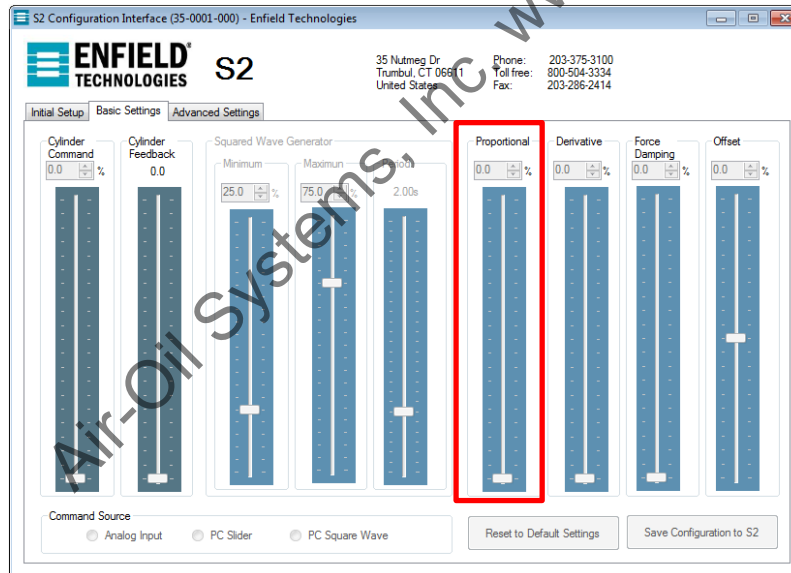 S2 Configuration Interface (35-0001-000) - Enfield Technologies
ENFIELD®
TECHNOLOGIES
S2
35 Nutmeg Dr
Trumbul, CT 06611
United States
Phone: 203-375-3100
Toll free: 800-504-3334
Fax: 203-286-2414
Initial Setup Basic Settings Advanced Settings
Cylinder
Command
0.0 %
Cylinder
Feedback
0.0
Squared Wave Generator
Minimum
25.0 %
Maximun
75.0 %
Periods
2.00s
Proportional
0.0 %
Derivative
0.0 %
Force
Damping
0.0 %
Offset
0.0 %
Command Source
Analog Input PC Slider PC Square Wave
Reset to Default Settings
Save Configuration to S2
Air-Oil Systems, Inc. w